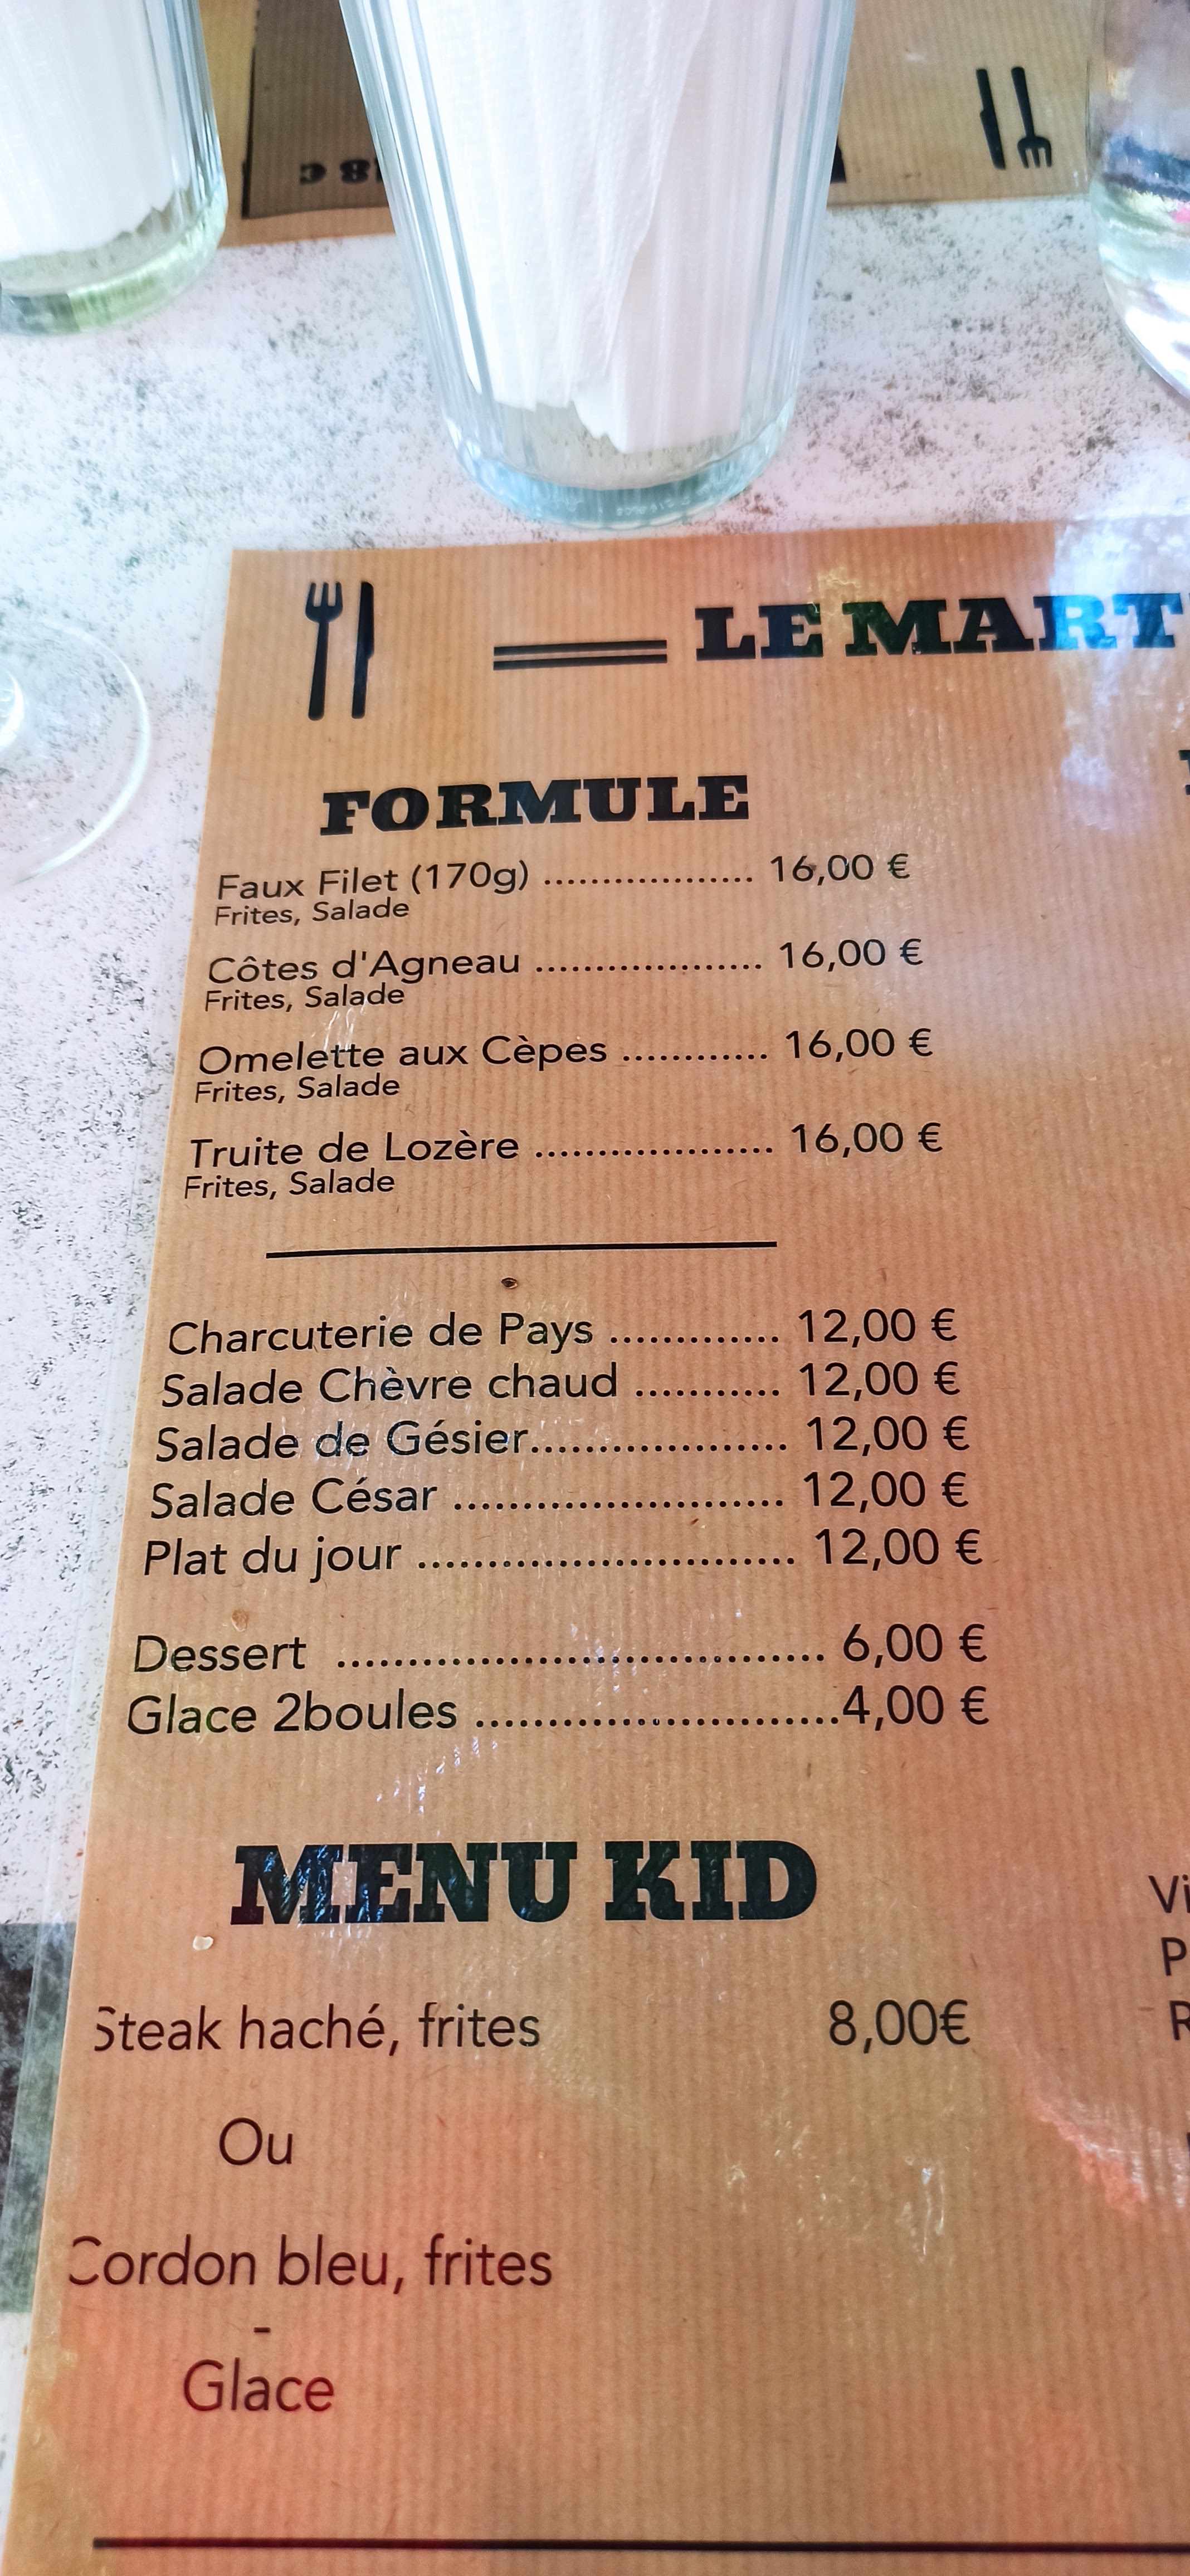 18 €
LE MART
FORMULE
Faux Filet (170g) .................. 16,00 €
Frites, Salade
Côtes d'Agneau ................... 16,00 €
Frites, Salade
Omelette aux Cèpes ............ 16,00 €
Frites, Salade
Truite de Lozère .................... 16,00 €
Frites, Salade
Charcuterie de Pays ............. 12,00 €
Salade Chèvre chaud ........... 12,00 €
Salade de Gésier................... 12,00 €
Salade César ........................ 12,00 €
Plat du jour ........................... 12,00 €
Dessert ................................... 6,00 €
Glace 2boules ..........................4,00 €
MENU KID
Steak haché, frites 8,00€
Ou
Cordon bleu, frites
-
Glace
Vi
P
R